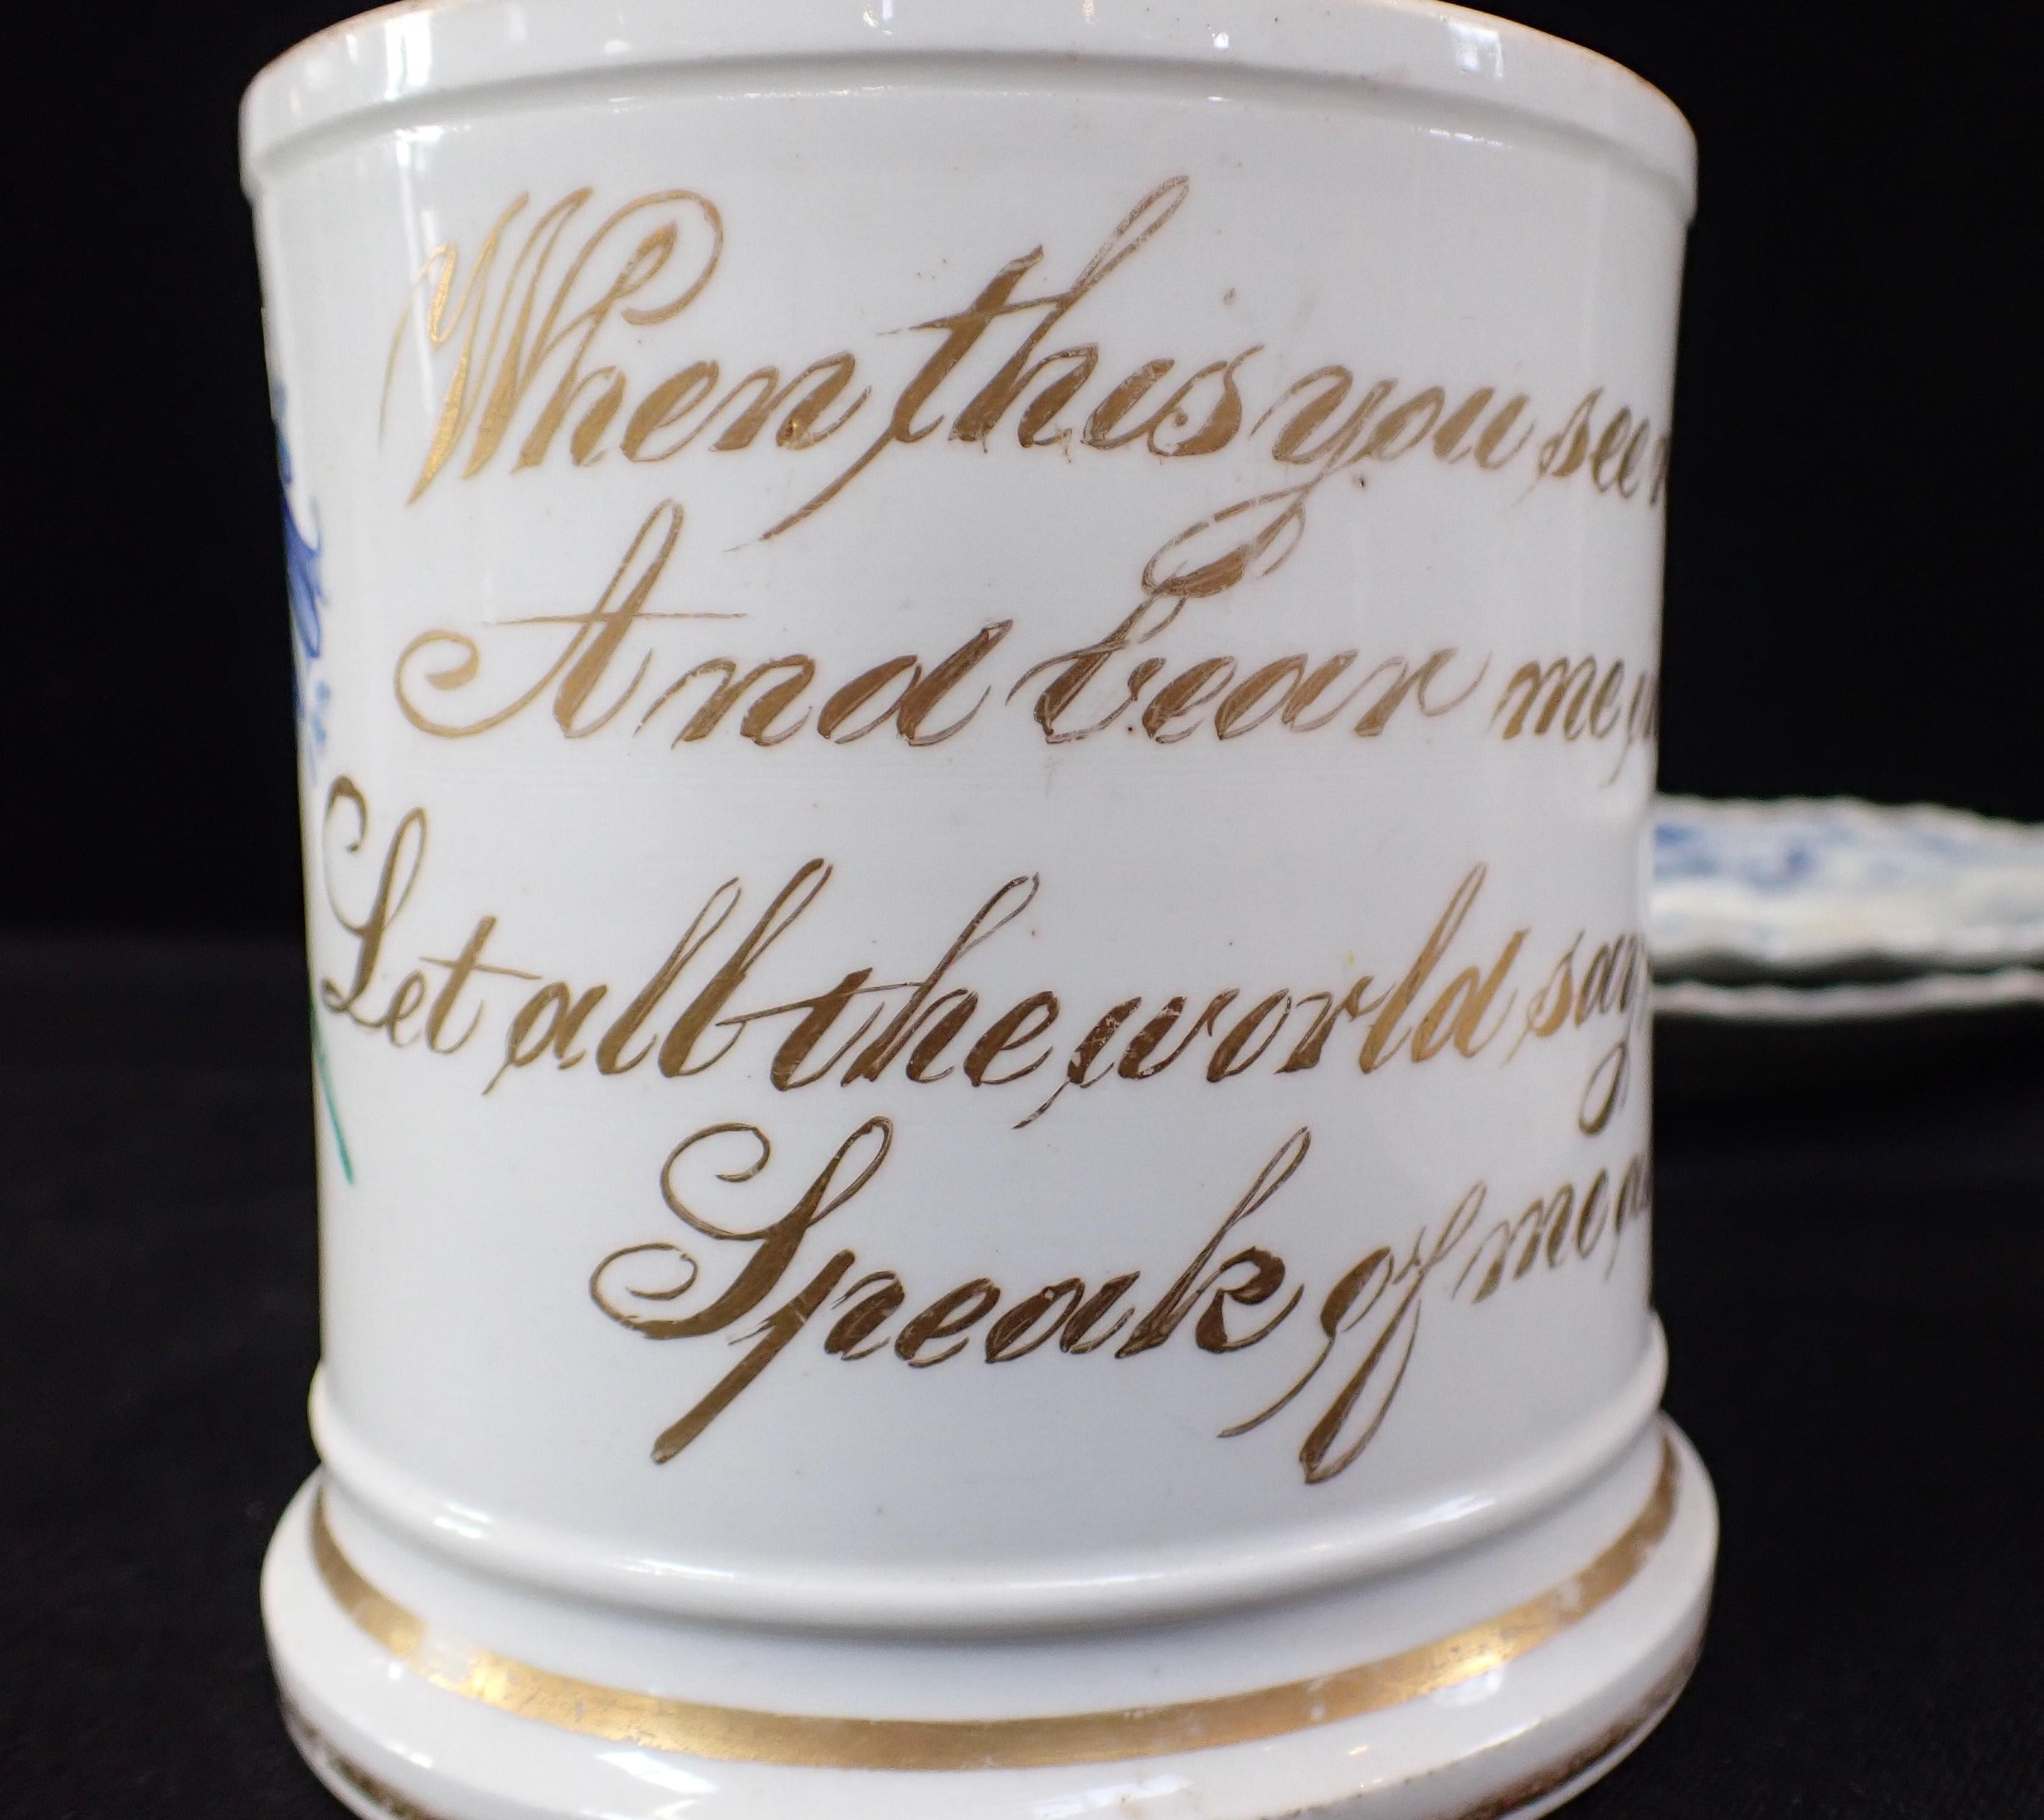 When this you see
And bear me
Let all the world say
Speak of me